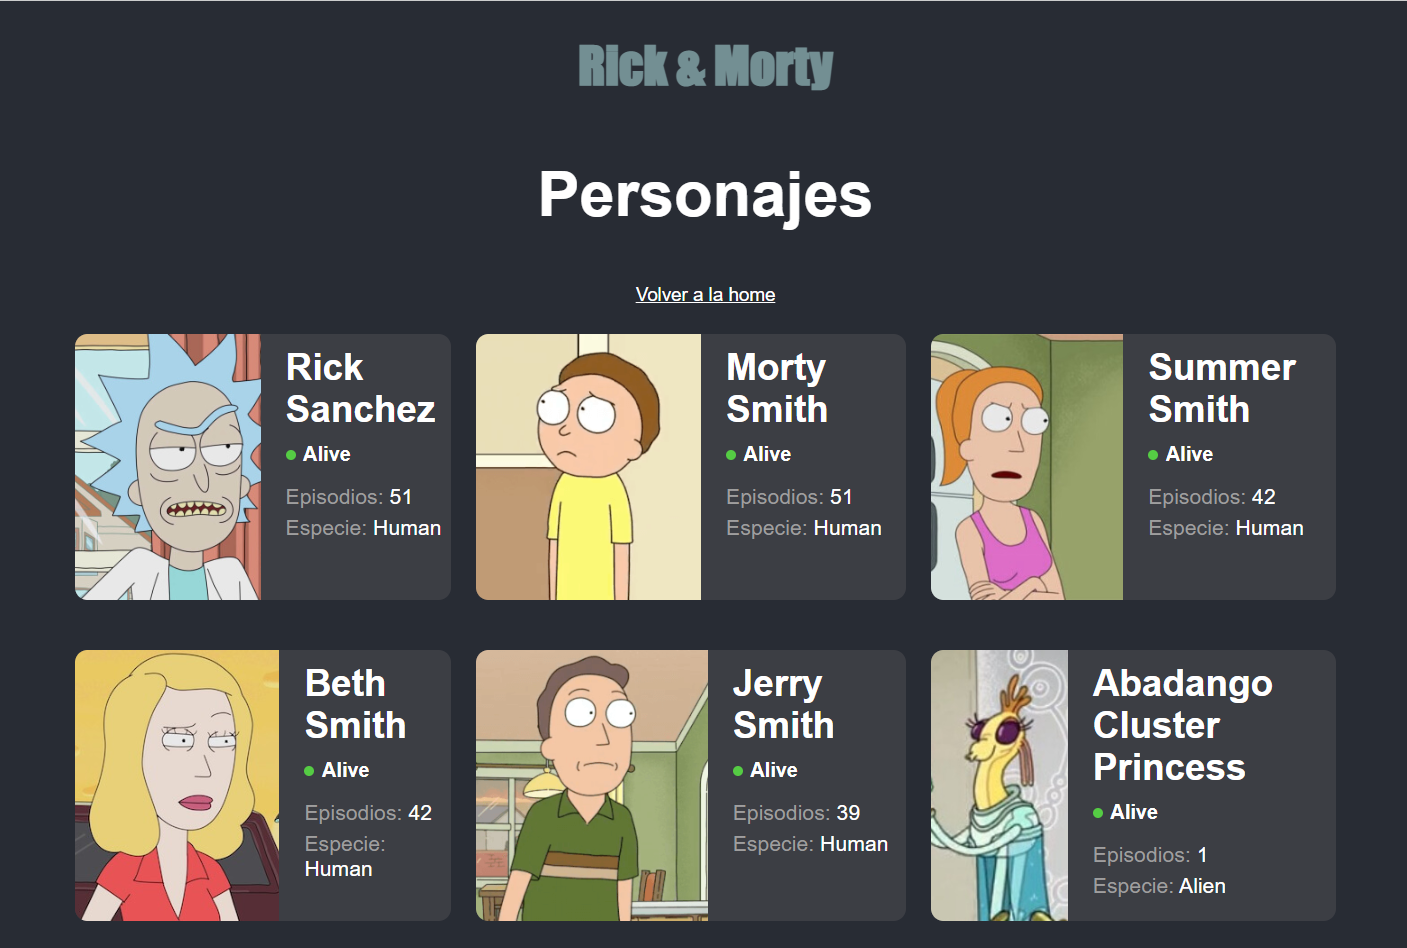 Rick & Morty
Personajes
Volver a la home
Rick
Sanchez
Alive
Episodios: 51
Especie: Human
Morty
Smith
Alive
Episodios: 51
Especie: Human
Summer
Smith
Alive
Episodios: 42
Especie: Human
Beth
Smith
Alive
Episodios: 42
Especie:
Human
Jerry
Smith
Alive
Episodios: 39
Especie: Human
Abadango
Cluster
Princess
Alive
Episodios: 1
Especie: Alien